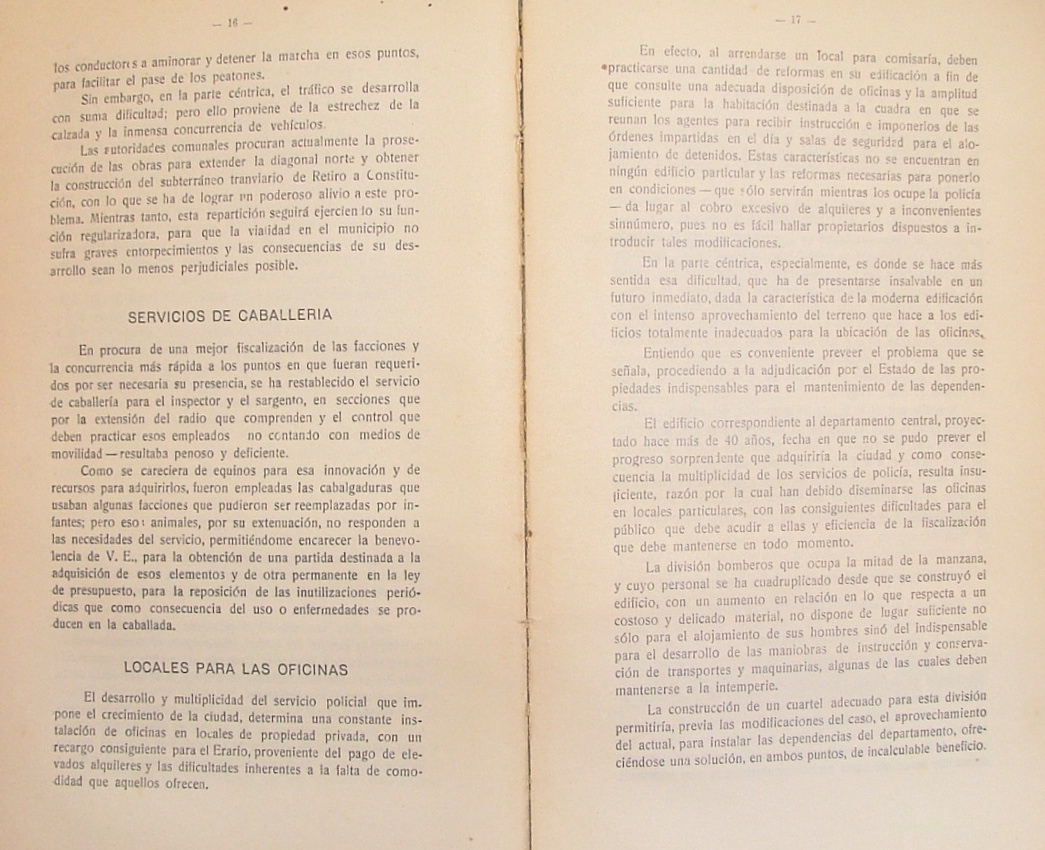 — 16 —
los conductores a aminorar y detener la marcha en esos puntos,
para facilitar el pase de los peatones.
Sin embargo, en la parte céntrica, el tráfico se desarrolla
con suma dificultad; pero ello proviene de la estrechez de la
calzada y la inmensa concurrencia de vehículos.
Las autoridades comunales procuran actualmente la prose-
cución de las obras para extender la diagonal norte y obtener
la construcción del subterráneo tranviario de Retiro a Constitu-
ción, con lo que se ha de lograr un poderoso alivio a este pro-
blema. Mientras tanto, esta repartición seguirá ejerciendo su fun-
ción regularizadora, para que la vialidad en el municipio no
sufra graves entorpecimientos y las consecuencias de su des-
arrollo sean lo menos perjudiciales posible.
SERVICIOS DE CABALLERIA
En procura de una mejor fiscalización de las facciones y
la concurrencia más rápida a los puntos en que fueran requeri-
dos por ser necesaria su presencia, se ha restablecido el servicio
de caballería para el inspector y el sargento, en secciones que
por la extensión del radio que comprenden y el control que
deben practicar esos empleados no contando con medios de
movilidad — resultaba penoso y deficiente.
Como se careciera de equinos para esa innovación y de
recursos para adquirirlos, fueron empleadas las cabalgaduras que
usaban algunas facciones que pudieron ser reemplazadas por in-
fantes; pero esos animales, por su extenuación, no responden a
las necesidades del servicio, permitiéndome encarecer la benevo-
lencia de V. E., para la obtención de una partida destinada a la
adquisición de esos elementos y de otra permanente en la ley
de presupuesto, para la reposición de las inutilizaciones perió-
dicas que como consecuencia del uso o enfermedades se pro-
ducen en la caballada.
LOCALES PARA LAS OFICINAS
El desarrollo y multiplicidad del servicio policial que im-
pone el crecimiento de la ciudad, determina una constante ins-
talación de oficinas en locales de propiedad privada, con un
recargo consiguiente para el Erario, proveniente del pago de ele-
vados alquileres y las dificultades inherentes a la falta de como-
didad que aquellos ofrecen.
— 17 —
En efecto, al arrendarse un local para comisaría, deben
practicarse una cantidad de reformas en su edificación a fin de
que consulte una adecuada disposición de oficinas y la amplitud
suficiente para la habitación destinada a la cuadra en que se
reunan los agentes para recibir instrucción e imponerlos de las
órdenes impartidas en el día y salas de seguridad para el alo-
jamiento de detenidos. Estas características no se encuentran en
ningún edificio particular y las reformas necesarias para ponerlo
en condiciones — que sólo servirán mientras los ocupe la policía
— da lugar al cobro excesivo de alquileres y a inconvenientes
sinnúmero, pues no es fácil hallar propietarios dispuestos a in-
troducir tales modificaciones.
En la parte céntrica, especialmente, es donde se hace más
sentida esa dificultad, que ha de presentarse insalvable en un
futuro inmediato, dada la característica de la moderna edificación
con el intenso aprovechamiento del terreno que hace a los edi-
ficios totalmente inadecuados para la ubicación de las oficinas.
Entiendo que es conveniente preveer el problema que se
señala, procediendo a la adjudicación por el Estado de las pro-
piedades indispensables para el mantenimiento de las dependen-
cias.
El edificio correspondiente al departamento central, proyec-
tado hace más de 40 años, fecha en que no se pudo prever el
progreso sorprendente que adquiriría la ciudad y como conse-
cuencia la multiplicidad de los servicios de policía, resulta insu-
ficiente, razón por la cual han debido diseminarse las oficinas
en locales particulares, con las consiguientes dificultades para el
público que debe acudir a ellas y eficiencia de la fiscalización
que debe mantenerse en todo momento.
La división bomberos que ocupa la mitad de la manzana,
y cuyo personal se ha cuadruplicado desde que se construyó el
edificio, con un aumento en relación en lo que respecta a un
costoso y delicado material, no dispone de lugar suficiente no
sólo para el alojamiento de sus hombres sinó del indispensable
para el desarrollo de las maniobras de instrucción y conserva-
ción de transportes y maquinarias, algunas de las cuales deben
mantenerse a la intemperie.
La construcción de un cuartel adecuado para esta división
permitiría, previa las modificaciones del caso, el aprovechamiento
del actual, para instalar las dependencias del departamento, ofre-
ciéndose una solución, en ambos puntos, de incalculable beneficio.